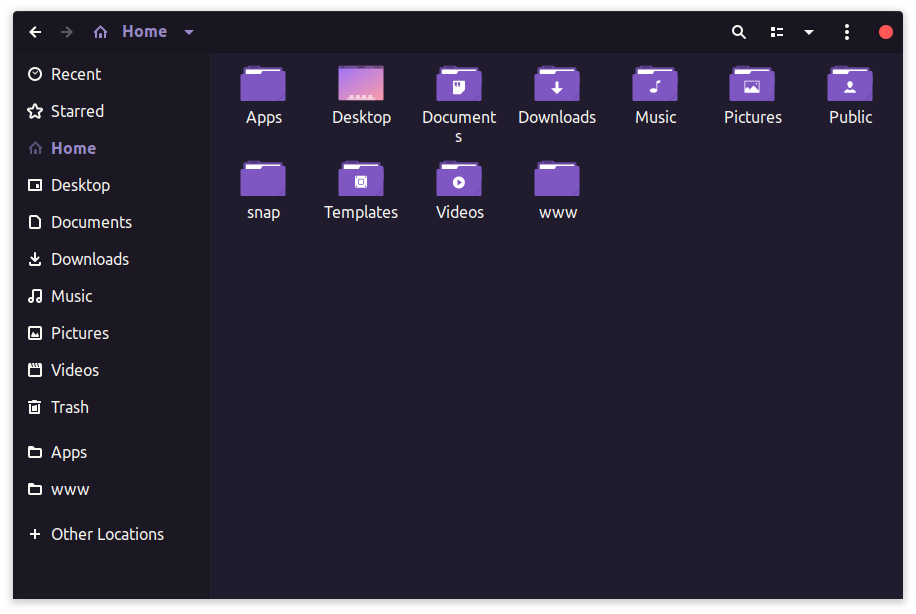 Home
Recent
Starred
Home
Desktop
Documents
Downloads
Music
Pictures
Videos
Trash
Apps
www
Other Locations
Apps
Desktop
Document
s
Downloads
Music
Pictures
Public
snap
Templates
Videos
www